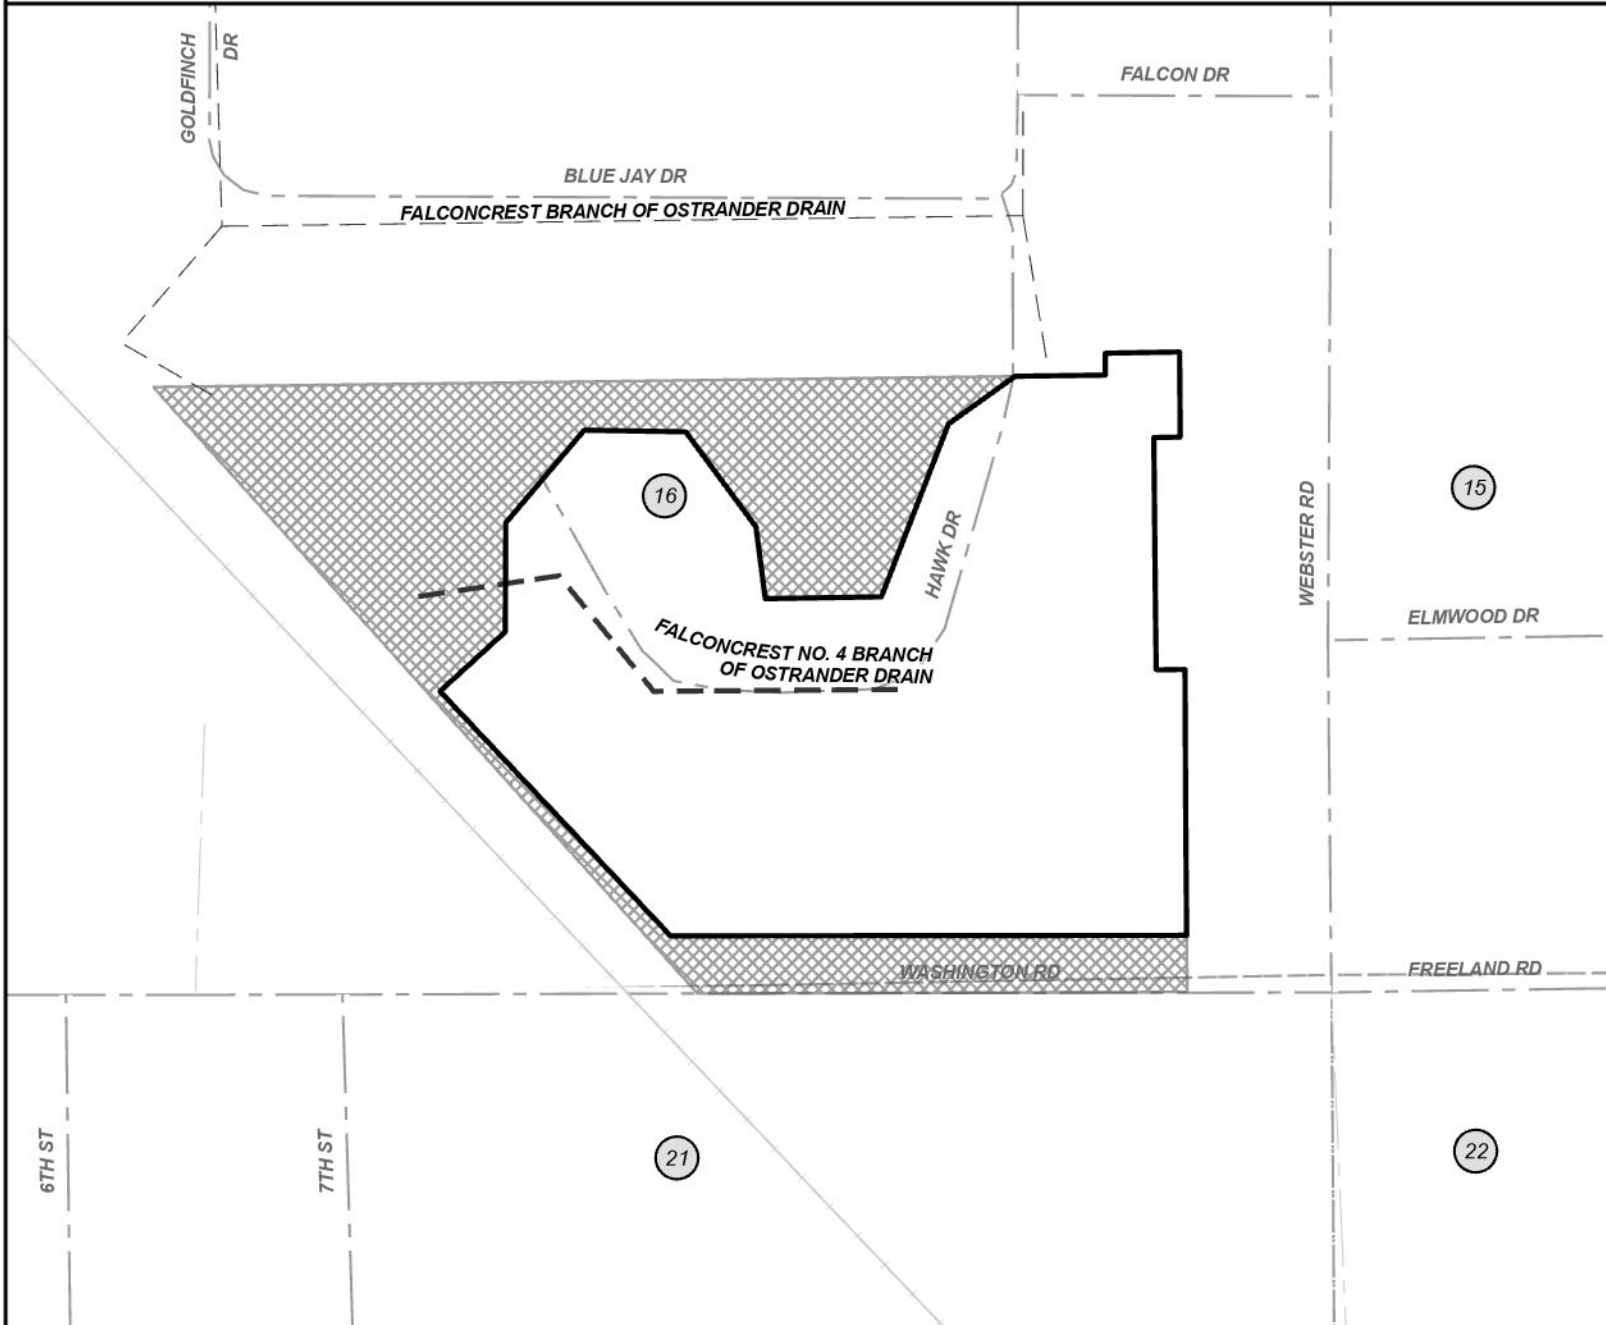 GOLDFINCH
DR
FALCON DR
BLUE JAY DR
FALCONCREST BRANCH OF OSTRANDER DRAIN
16
15
HAWK DR
WEBSTER RD
ELMWOOD DR
FALCONCREST NO. 4 BRANCH
OF OSTRANDER DRAIN
WASHINGTON RD
FREELAND RD
6TH ST
7TH ST
21
22